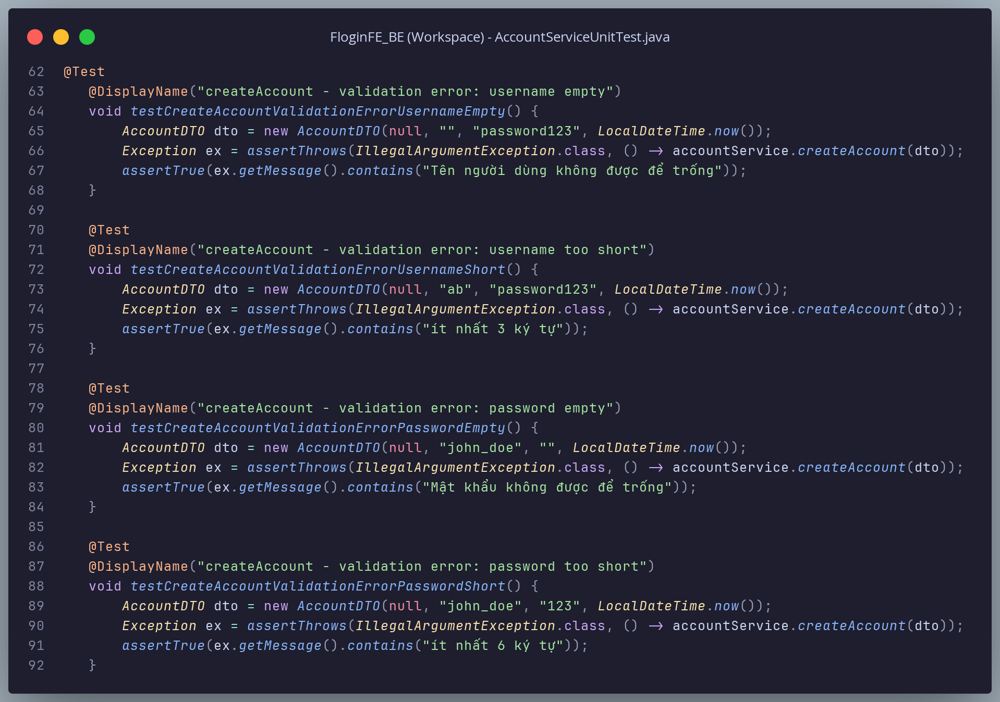 FloginFE_BE (Workspace) - AccountServiceUnitTest.java
62 @Test
63 @DisplayName("createAccount - validation error: username empty")
64 void testCreateAccountValidationErrorUsernameEmpty() {
65 AccountDTO dto = new AccountDTO(null, "", "password123", LocalDateTime.now());
66 Exception ex = assertThrows(IllegalArgumentException.class, () -> accountService.createAccount(dto));
67 assertTrue(ex.getMessage().contains("Tên người dùng không được để trống"));
68 }
69
70 @Test
71 @DisplayName("createAccount - validation error: username too short")
72 void testCreateAccountValidationErrorUsernameShort() {
73 AccountDTO dto = new AccountDTO(null, "ab", "password123", LocalDateTime.now());
74 Exception ex = assertThrows(IllegalArgumentException.class, () -> accountService.createAccount(dto));
75 assertTrue(ex.getMessage().contains("ít nhất 3 ký tự"));
76 }
77
78 @Test
79 @DisplayName("createAccount - validation error: password empty")
80 void testCreateAccountValidationErrorPasswordEmpty() {
81 AccountDTO dto = new AccountDTO(null, "john_doe", "", LocalDateTime.now());
82 Exception ex = assertThrows(IllegalArgumentException.class, () -> accountService.createAccount(dto));
83 assertTrue(ex.getMessage().contains("Mật khẩu không được để trống"));
84 }
85
86 @Test
87 @DisplayName("createAccount - validation error: password too short")
88 void testCreateAccountValidationErrorPasswordShort() {
89 AccountDTO dto = new AccountDTO(null, "john_doe", "123", LocalDateTime.now());
90 Exception ex = assertThrows(IllegalArgumentException.class, () -> accountService.createAccount(dto));
91 assertTrue(ex.getMessage().contains("ít nhất 6 ký tự"));
92 }